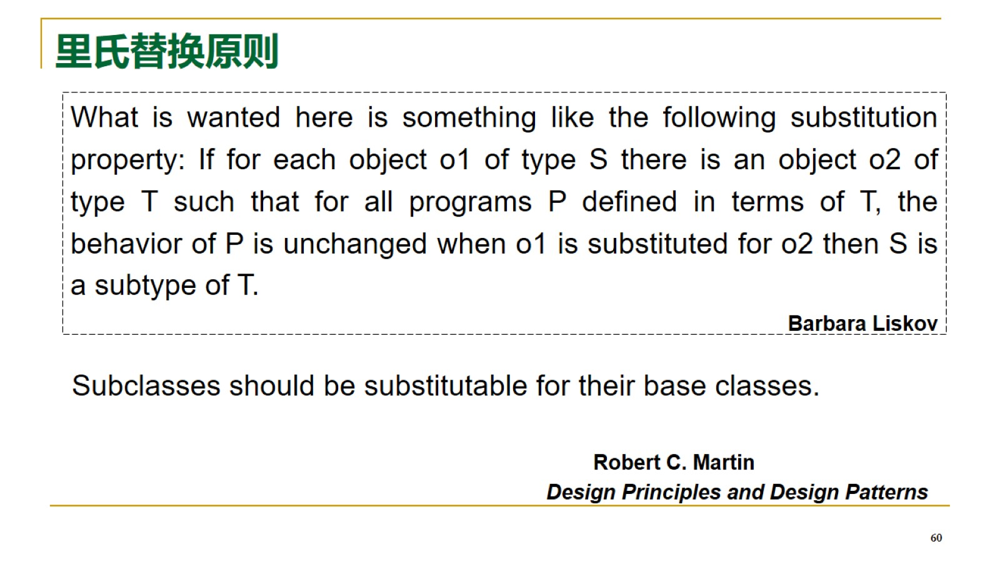 里氏替换原则
What is wanted here is something like the following substitution
property: If for each object o1 of type S there is an object o2 of
type T such that for all programs P defined in terms of T, the
behavior of P is unchanged when o1 is substituted for o2 then S is
a subtype of T.
Barbara Liskov
Subclasses should be substitutable for their base classes.
Robert C. Martin
Design Principles and Design Patterns
60